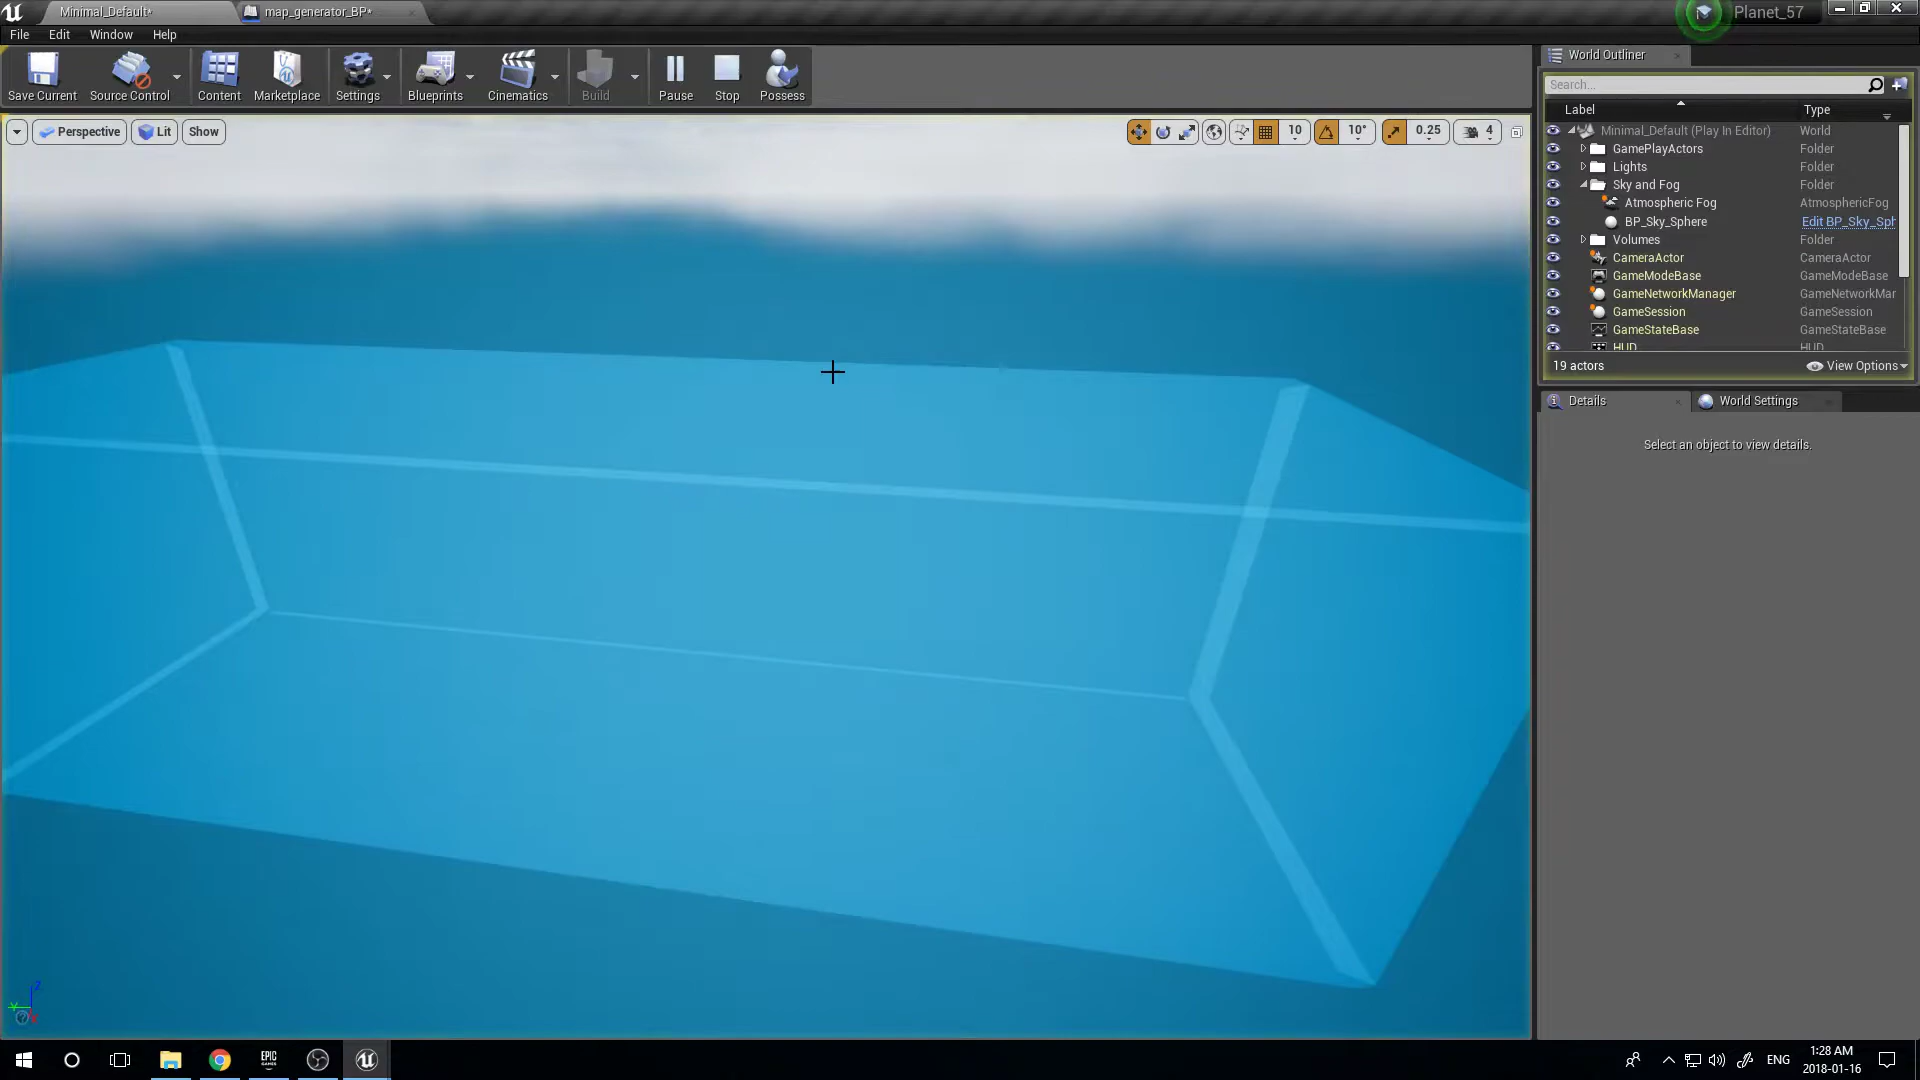 Minimal_Default*
map_generator_BP*
Planet_57
File
Edit
Window
Help
Save Current
Source Control
Content
Marketplace
Settings
Blueprints
Cinematics
Build
Pause
Stop
Possess
Perspective
Lit
Show
10
10°
0.25
4
World Outliner
Search...
Label
Type
Minimal_Default (Play In Editor)
World
GamePlayActors
Folder
Lights
Folder
Sky and Fog
Folder
Atmospheric Fog
AtmosphericFog
BP_Sky_Sphere
Edit BP_Sky_Sph
Volumes
Folder
CameraActor
CameraActor
GameModeBase
GameModeBase
GameNetworkManager
GameNetworkMar
GameSession
GameSession
GameStateBase
GameStateBase
HUD
HUD
19 actors
View Options
Details
World Settings
Select an object to view details.
Z
Y
X
EPIC
GAMES
ENG
1:28 AM
2018-01-16